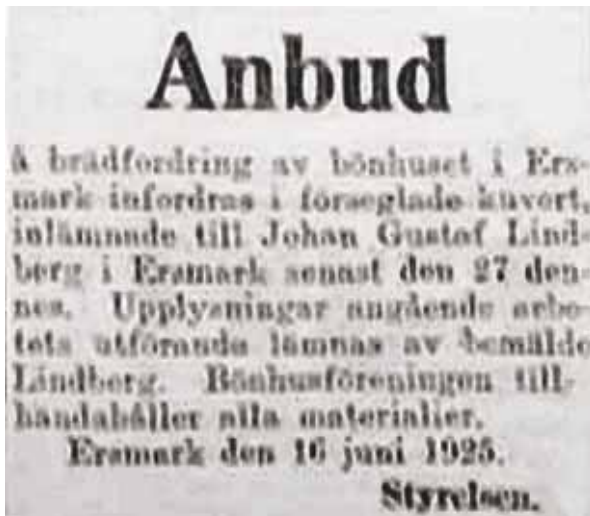 Anbud
å brädfordring av bönhuset i Ers-
mark infordras i förseglade kuvert,
inlämnade till Johan Gustaf Lind-
berg i Ersmark senast den 27 den-
nes. Upplysningar angående arbe-
tets utförande lämnas av bemälde
Lindberg. Bönhusföreningen till-
handahåller alla materialier.
Ersmark den 16 juni 1925.
Styrelsen.